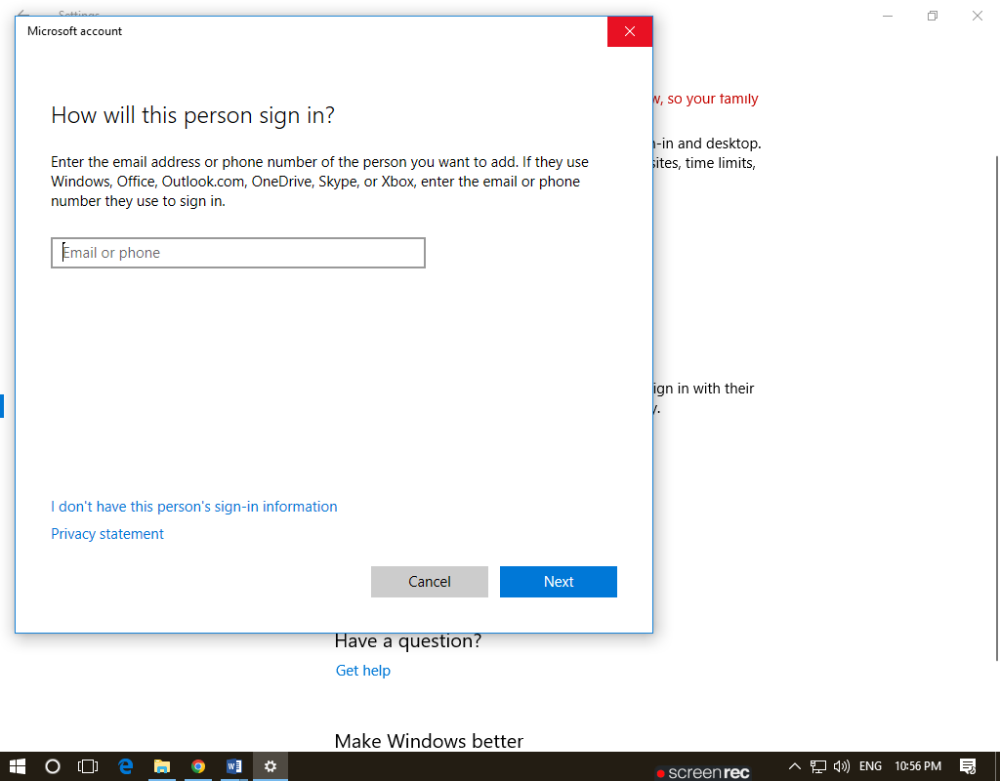 Settings
Microsoft account
How will this person sign in?
Enter the email address or phone number of the person you want to add. If they use
Windows, Office, Outlook.com, OneDrive, Skype, or Xbox, enter the email or phone
number they use to sign in.
Email or phone
I don't have this person's sign-in information
Privacy statement
Cancel
Next
w, so your family
n-in and desktop.
sites, time limits,
ign in with their
y.
Have a question?
Get help
Make Windows better
ENG
10:56 PM
screenrec